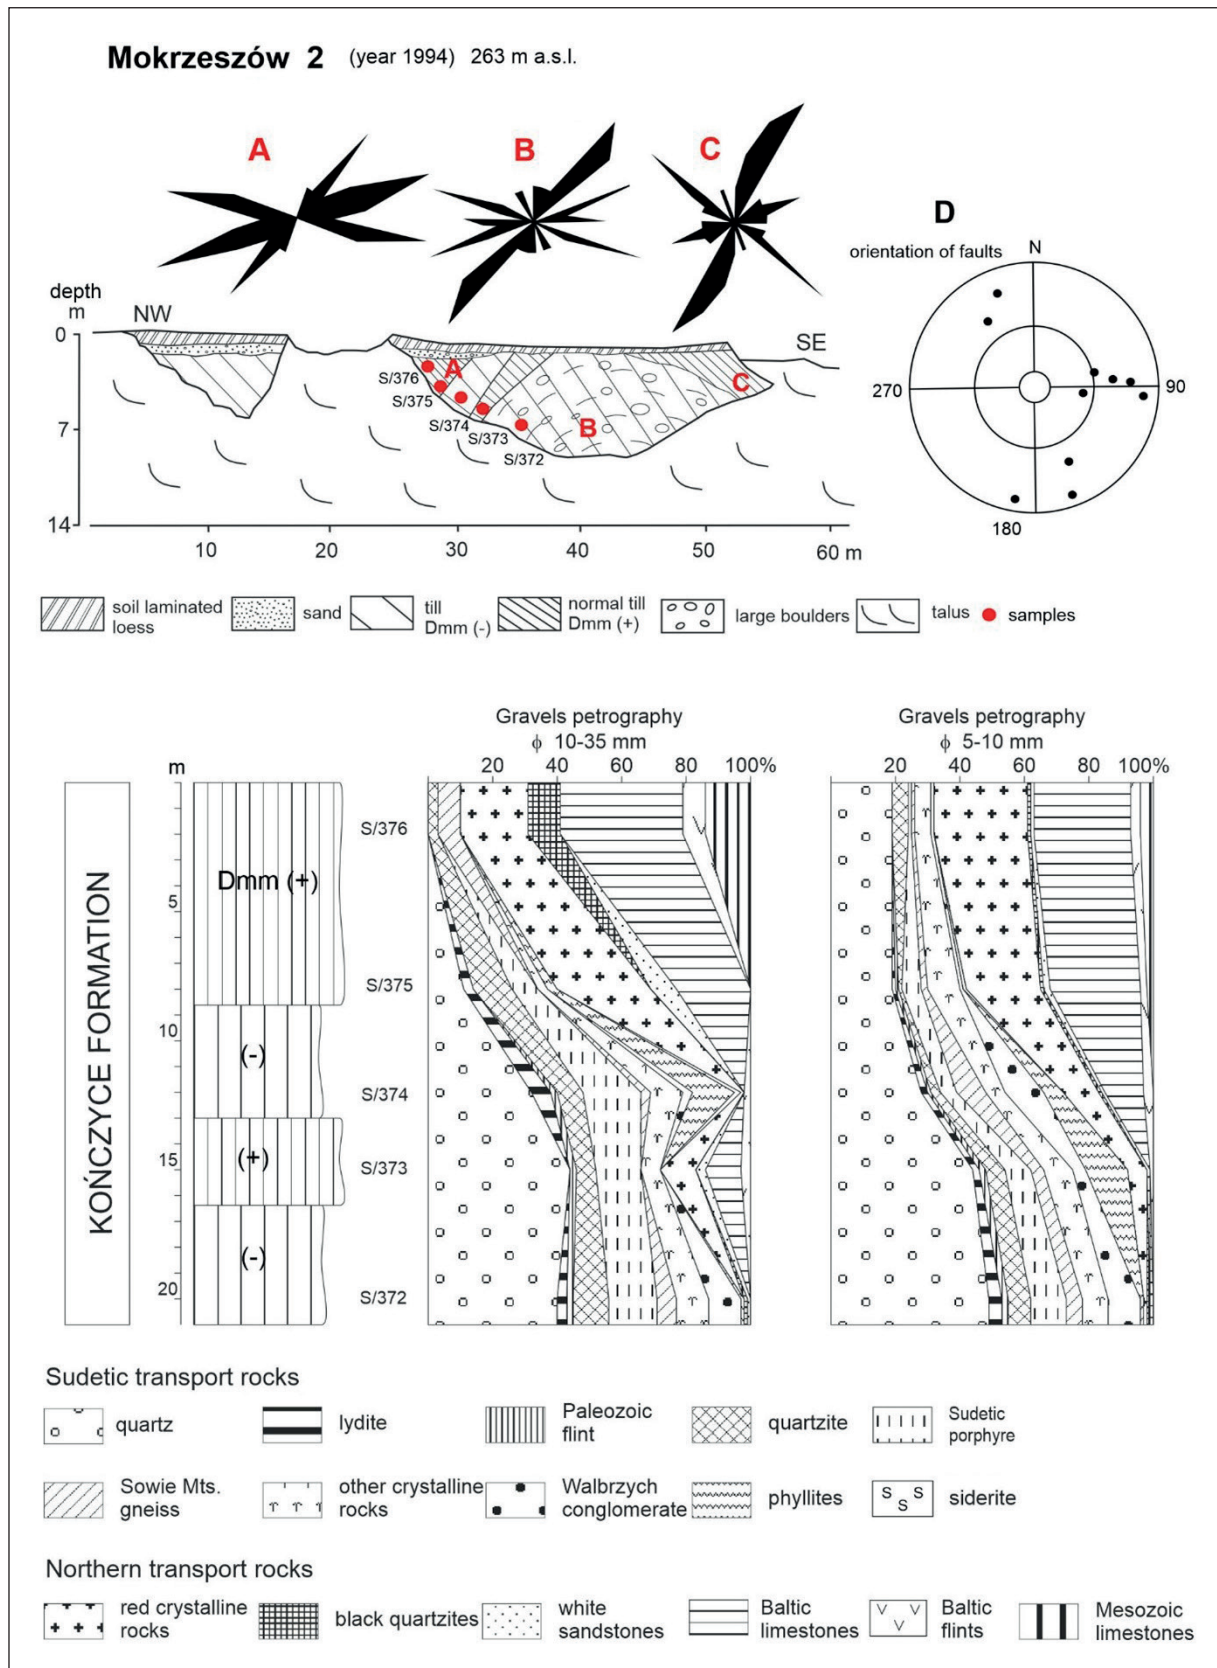 Mokrzeszów 2 (year 1994) 263 m a.s.l.
A
B
C
D
orientation of faults
N
270
90
180
depth
m
NW
SE
0
7
14
A
B
C
S/376
S/375
S/374
S/373
S/372
10 20 30 40 50 60 m
soil laminated
loess
sand
till
Dmm (-)
normal till
Dmm (+)
large boulders
talus
samples
Gravels petrography
ϕ 10-35 mm
20 40 60 80 100%
Gravels petrography
ϕ 5-10 mm
20 40 60 80 100%
m
5
10
15
20
KOŃCZYCE FORMATION
Dmm (+)
(-)
(+)
(-)
S/376
S/375
S/374
S/373
S/372
Sudetic transport rocks
quartz
lydite
Paleozoic
flint
quartzite
Sudetic
porphyre
Sowie Mts.
gneiss
other crystalline
rocks
Walbrzych
conglomerate
phyllites
S S S
siderite
Northern transport rocks
red crystalline
rocks
black quartzites
white
sandstones
Baltic
limestones
Baltic
flints
Mesozoic
limestones